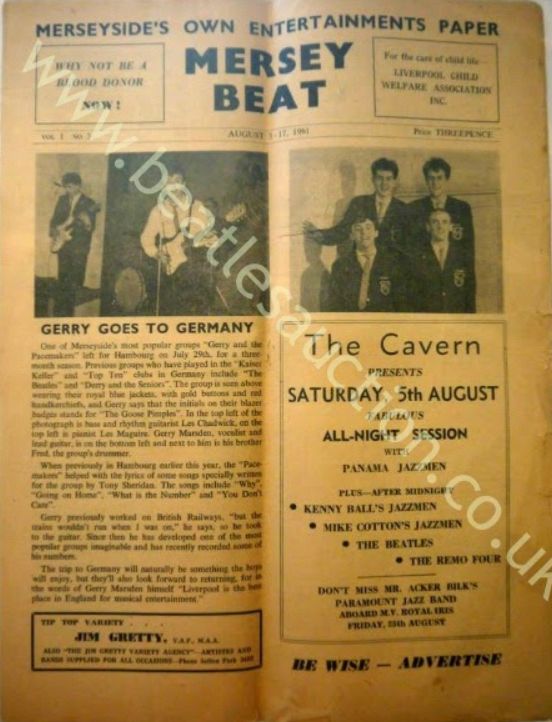 MERSEYSIDE'S OWN ENTERTAINMENTS PAPER
WHY NOT BE A
BLOOD DONOR
NOW!
MERSEY
BEAT
For the care of child life—
LIVERPOOL CHILD
WELFARE ASSOCIATION
INC.
VOL 1 NO.
AUGUST 3-17, 1961
Price THREEPENCE
GERRY GOES TO GERMANY
One of Merseyside's most popular groups "Gerry and the
Pacemakers" left for Hambourg on July 29th, for a three-
month season. Previous groups who have played in the "Kaiser
Keller" and "Top Ten" clubs in Germany include "The
Beatles" and "Derry and the Seniors". The group is seen above
wearing their royal blue jackets, with gold buttons and red
handkerchiefs, and Gerry says that the initials on their blazer
badges stands for "The Goose Pimples". In the top left of the
photograph is base and rhythm guitarist Les Chadwick, on the
top left is pianist Les Maguire. Gerry Marsden, vocalist and
lead guitar, is on the bottom left and next to him is his brother
Fred, the group's drummer.
When previously in Hambourg earlier this year, the "Pace-
makers" helped with the lyrics of some songs specially written
for the group by Tony Sheridan. The songs include "Why",
"Going on Home", "What is the Number" and "You Don't
Care".
Gerry previously worked on British Railways, "but the
trains wouldn't run when I was on," he says, so he took
to the guitar. Since then he has developed one of the most
popular groups imaginable and has recently recorded some of
his numbers.
The trip to Germany will naturally be something the boys
will enjoy, but they'll also look forward to returning, for in
the words of Gerry Marsden himself "Liverpool is the best
place in England for musical entertainment."
TIP TOP VARIETY . . . .
JIM GRETTY, V.A.F., M.A.A.
ALSO "THE JIM GRETTY VARIETY AGENCY"—ARTISTES AND
BANDS SUPPLIED FOR ALL OCCASIONS—Phone Sefton Park
The Cavern
PRESENTS
SATURDAY, 5th AUGUST
FABULOUS
ALL-NIGHT SESSION
WITH
PANAMA JAZZMEN
PLUS—AFTER MIDNIGHT
• KENNY BALL'S JAZZMEN
• MIKE COTTON'S JAZZMEN
• THE BEATLES
• THE REMO FOUR
DON'T MISS MR. ACKER BILK'S
PARAMOUNT JAZZ BAND
ABOARD M.V. ROYAL IRIS
FRIDAY, 25th AUGUST
BE WISE — ADVERTISE
www.beatlesauction.co.uk